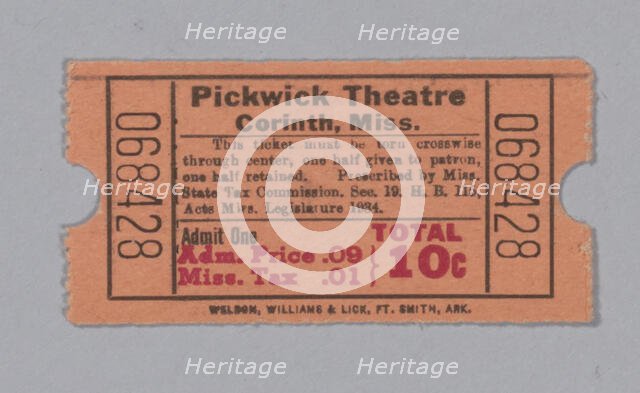 Heritage Heritage
Pickwick Theatre
Corinth, Miss.
This ticket must be torn crosswise
through center, one half given to patron,
one half retained. Prescribed by Miss.
State Tax Commission. Sec. 19. H. B.
Acts Miss. Legislature 1934.
Admit One
Adm. Price .09
Miss. Tax .01
TOTAL
10c
068428
068428
WELDON, WILLIAMS & LICK, FT. SMITH, ARK.
Heritage Heritage Heritage
©
Heritage Heritage